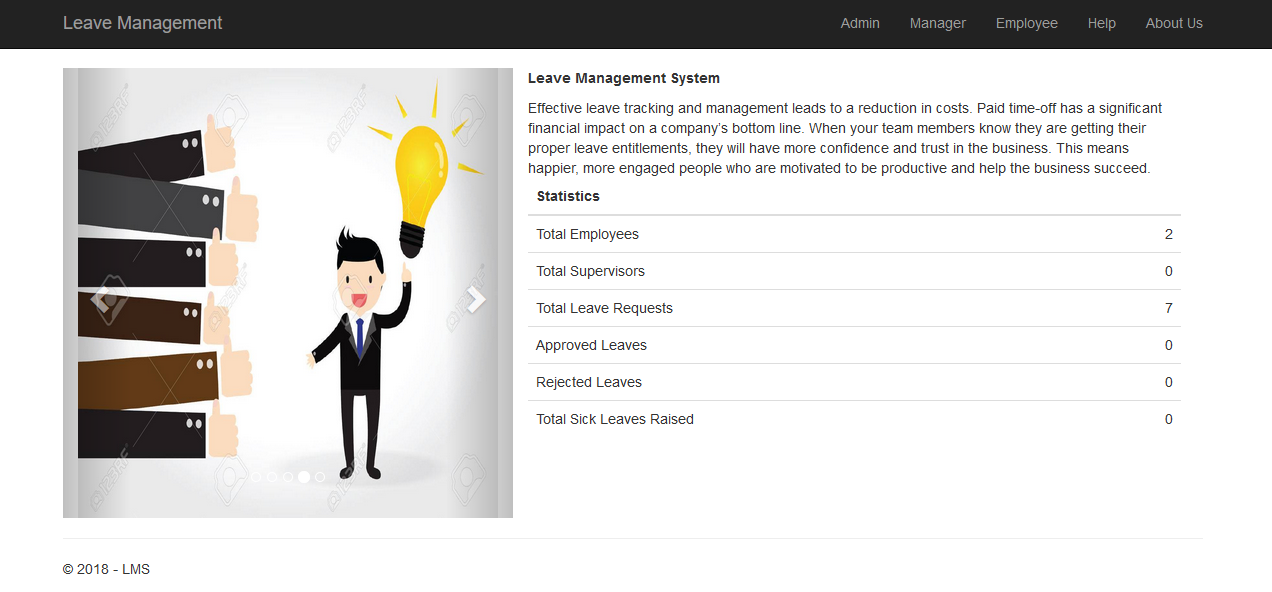 Leave Management
Admin Manager Employee Help About Us
Leave Management System
Effective leave tracking and management leads to a reduction in costs. Paid time-off has a significant
financial impact on a company’s bottom line. When your team members know they are getting their
proper leave entitlements, they will have more confidence and trust in the business. This means
happier, more engaged people who are motivated to be productive and help the business succeed.
Statistics
Total Employees 2
Total Supervisors 0
Total Leave Requests 7
Approved Leaves 0
Rejected Leaves 0
Total Sick Leaves Raised 0
© 2018 - LMS